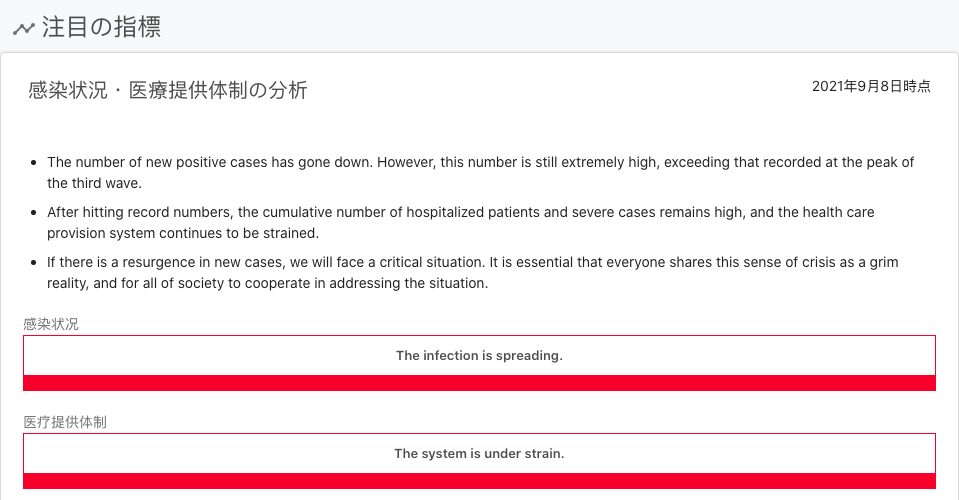 注目の指標
感染状況・医療提供体制の分析
2021年9月8日時点
The number of new positive cases has gone down. However, this number is still extremely high, exceeding that recorded at the peak of
the third wave.
After hitting record numbers, the cumulative number of hospitalized patients and severe cases remains high, and the health care
provision system continues to be strained.
If there is a resurgence in new cases, we will face a critical situation. It is essential that everyone shares this sense of crisis as a grim
reality, and for all of society to cooperate in addressing the situation.
感染状况
The infection is spreading.
医疗提供体制
The system is under strain.